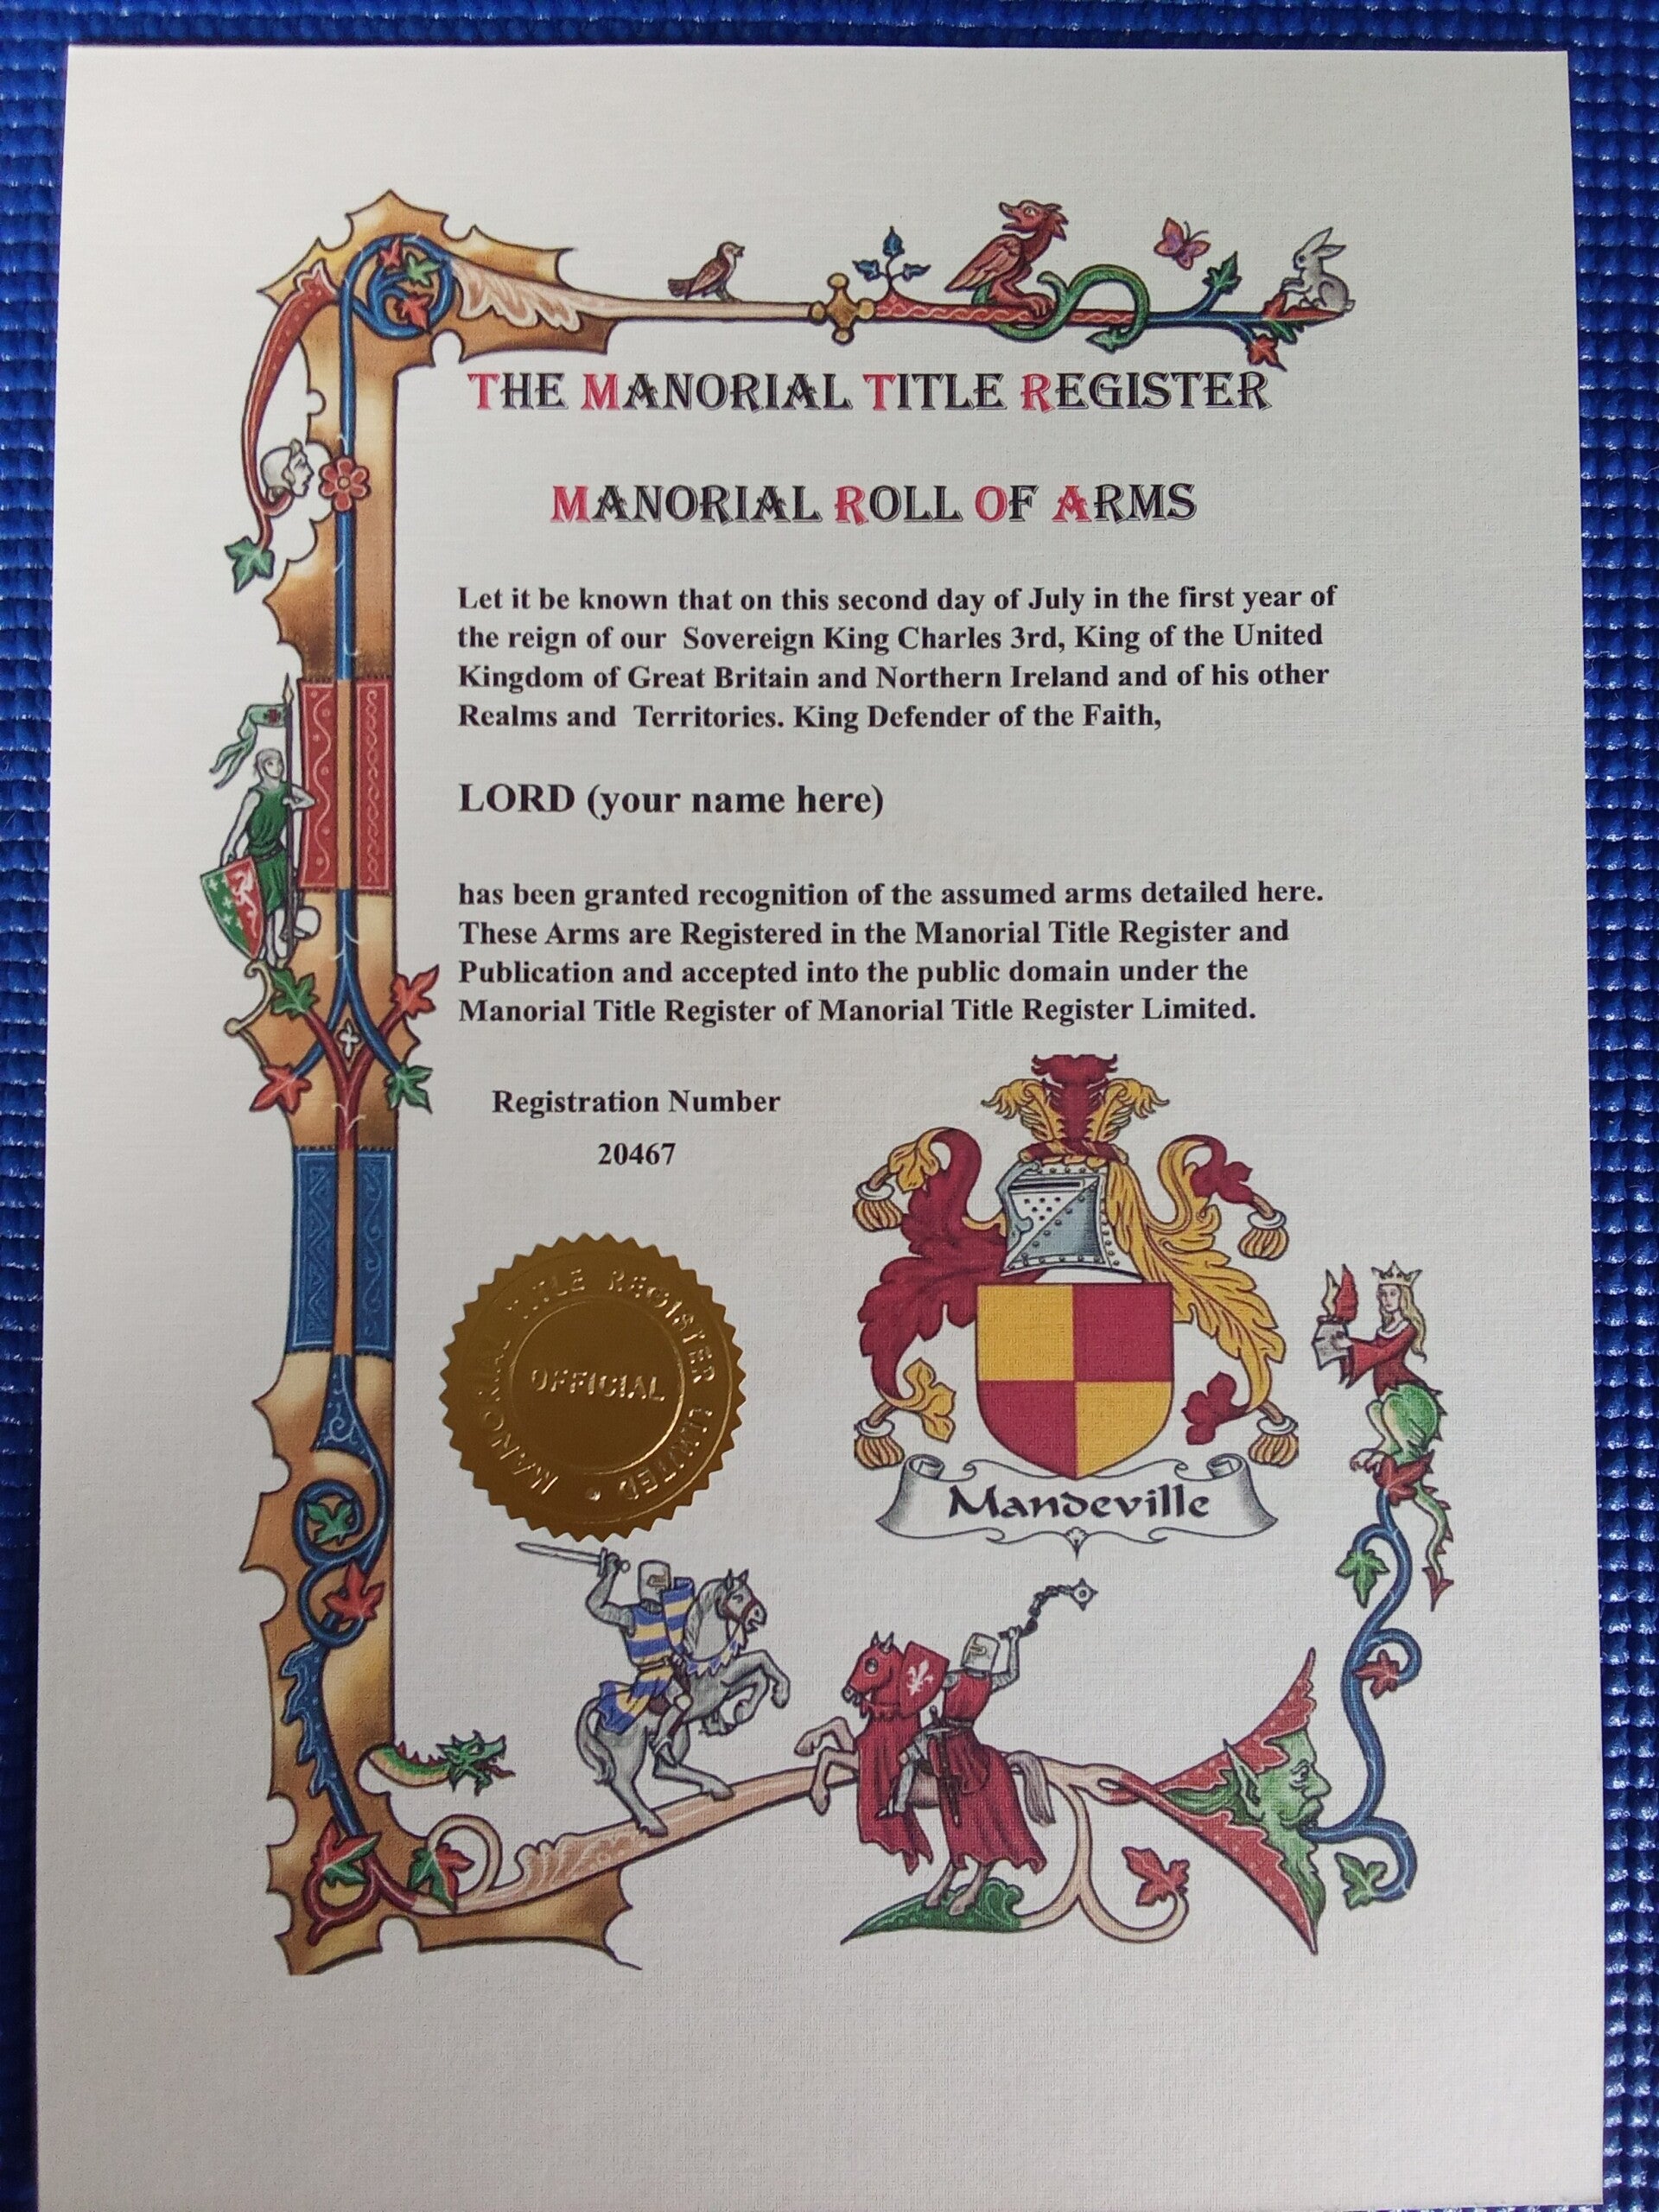 THE MANORIAL TITLE REGISTER
MANORIAL ROLL OF ARMS
Let it be known that on this second day of July in the first year of
the reign of our Sovereign King Charles 3rd, King of the United
Kingdom of Great Britain and Northern Ireland and of his other
Realms and Territories. King Defender of the Faith,
LORD (your name here)
has been granted recognition of the assumed arms detailed here.
These Arms are Registered in the Manorial Title Register and
Publication and accepted into the public domain under the
Manorial Title Register of Manorial Title Register Limited.
Registration Number
20467
MANORIAL TITLE REGISTER LIMITED
OFFICIAL
Mandeville